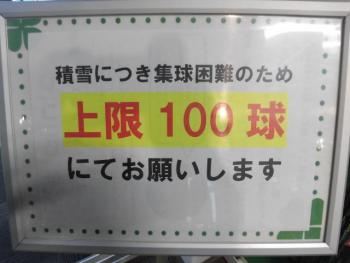 積雪につき集球困難のため
上限 100 球
にてお願いします